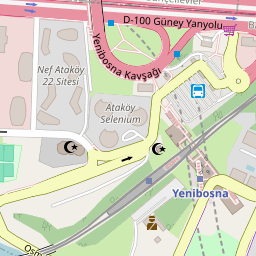 D-100 Güney Yanyolu
Yenibosna Kavşağı
Nef Ataköy
22 Sitesi
Ataköy
Selenium
Yenibosna